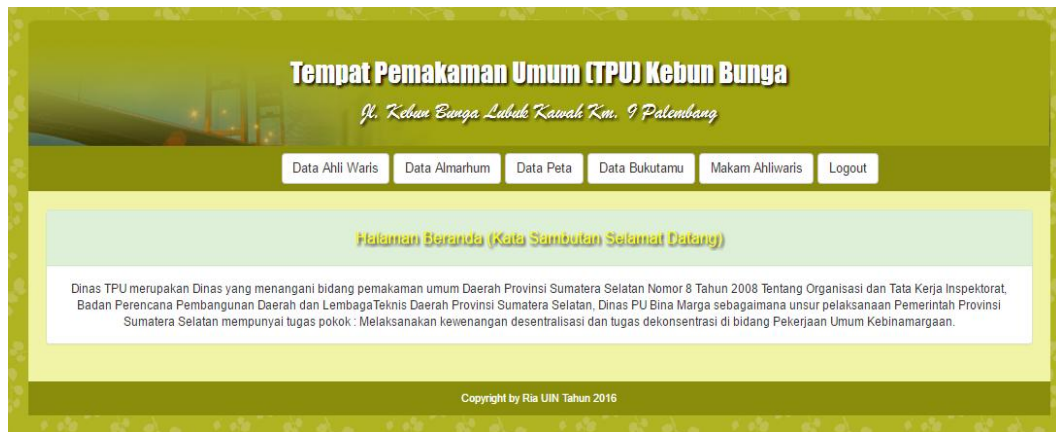 Tempat Pemakaman Umum (TPU) Kebun Bunga
Jl. Kebun Bunga Lubuk Kawah Km. 9 Palembang
Data Ahli Waris Data Almarhum Data Peta Data Bukutamu Makam Ahliwaris Logout
Halaman Beranda (Kata Sambutan Selamat Datang)
Dinas TPU merupakan Dinas yang menangani bidang pemakaman umum Daerah Provinsi Sumatera Selatan Nomor 8 Tahun 2008 Tentang Organisasi dan Tata Kerja Inspektorat,
Badan Perencana Pembangunan Daerah dan LembagaTeknis Daerah Provinsi Sumatera Selatan, Dinas PU Bina Marga sebagaimana unsur pelaksanaan Pemerintah Provinsi
Sumatera Selatan mempunyai tugas pokok : Melaksanakan kewenangan desentralisasi dan tugas dekonsentrasi di bidang Pekerjaan Umum Kebinamargaan.
Copyright by Ria UIN Tahun 2016